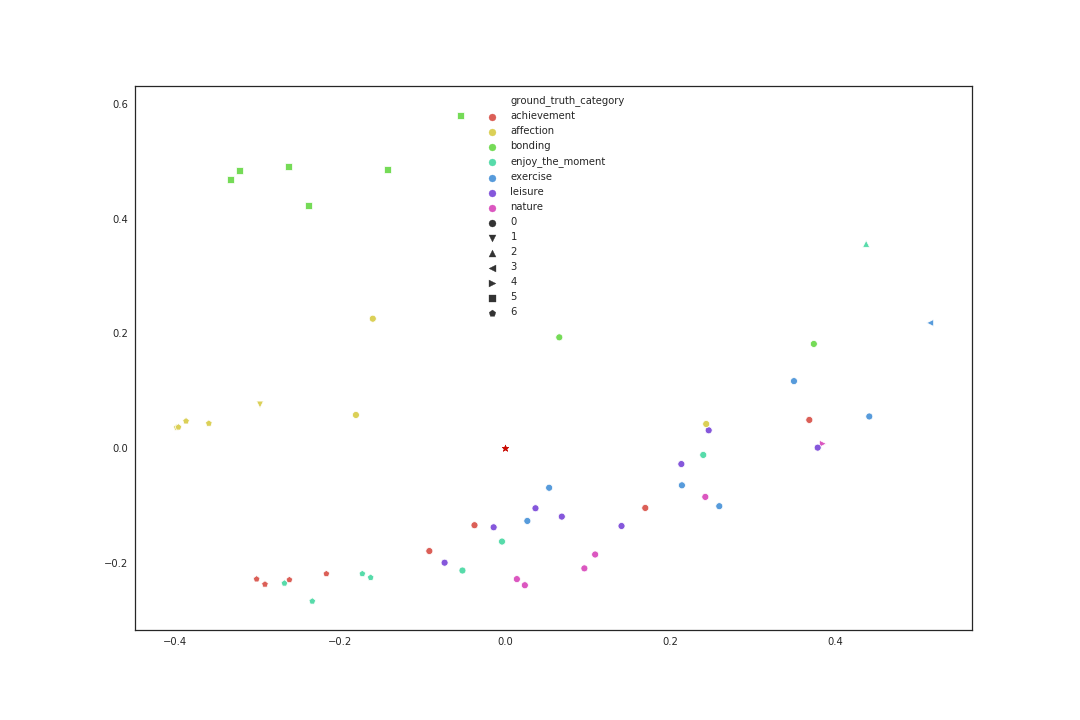 0.6
0.4
0.2
0.0
−0.2
ground_truth_category
achievement
affection
bonding
enjoy_the_moment
exercise
leisure
nature
0
1
2
3
4
5
6
−0.4
−0.2
0.0
0.2
0.4